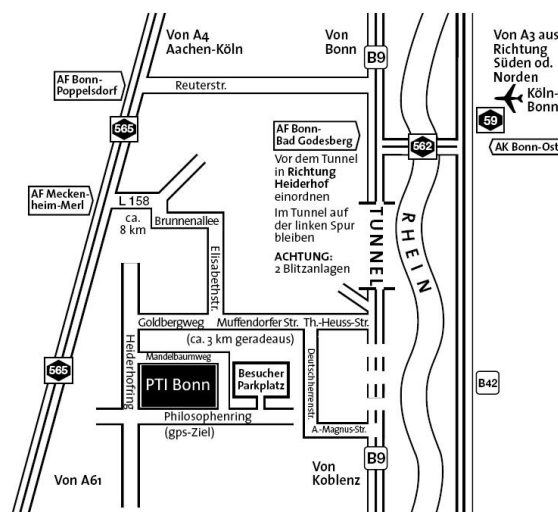 Von A4
Aachen-Köln
Von
Bonn
Von A3 aus
Richtung
Süden od.
Norden
B9
Köln-
Bonn
AF Bonn-
Poppelsdorf
Reuterstr.
59
565
AF Bonn-
Bad Godesberg
562
AK Bonn-Ost
Vor dem Tunnel
in Richtung
Heiderhof
einordnen
Im Tunnel auf
der linken Spur
bleiben
ACHTUNG:
2 Blitzanlagen
TUNNEL
RHEIN
AF Mecken-
heim-Merl
L 158
ca.
8 km
Brunnenallee
Elisabethstr.
Goldbergweg
Muffendorfer Str.
Th.-Heuss-Str.
(ca. 3 km geradeaus)
Heiderhofring
Mandelbaumweg
PTI Bonn
Besucher
Parkplatz
Deutschherrenstr.
565
B42
Philosophenring
(gps-Ziel)
A.-Magnus-Str.
Von A61
Von
Koblenz
B9